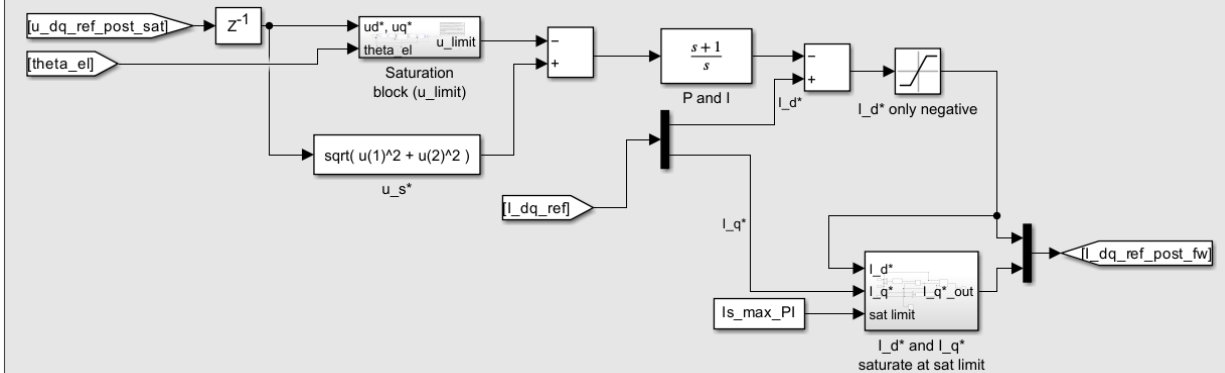 [u_dq_ref_post_sat]
Z-1
ud*, uq*
theta_el
u_limit
[theta_el]
Saturation
block (u_limit)
sqrt( u(1)^2 + u(2)^2 )
u_s*
−
+
s+1
s
P and I
−
+
I_d* only negative
I_d*
[I_dq_ref]
I_q*
I_d*
I_q*
I_q*_out
sat limit
Is_max_PI
[I_dq_ref_post_fw]
I_d* and I_q*
saturate at sat limit